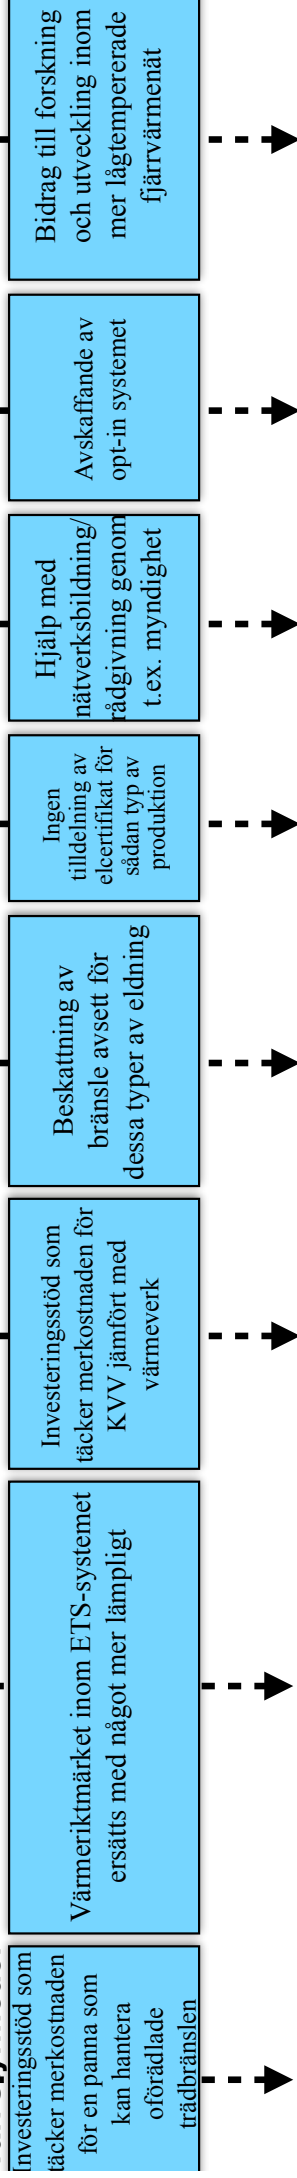 Investeringsstöd som
täcker merkostnaden
för en panna som
kan hantera
oförädlade
trädbränslen
Värmeriktmärket inom ETS-systemet
ersätts med något mer lämpligt
Investeringsstöd som
täcker merkostnaden för
KVV jämfört med
värmeverk
Beskattning av
bränsle avsett för
dessa typer av eldning
Ingen
tilldelning av
elcertifikat för
sådan typ av
produktion
Hjälp med
nätverksbildning/
rådgivning genom
t.ex. myndighet
Avskaffande av
opt-in systemet
Bidrag till forskning
och utveckling inom
mer lågtempererade
fjärrvärmenät